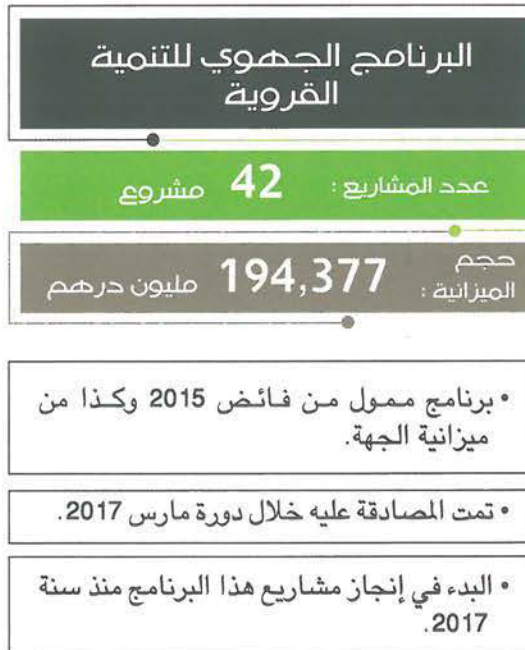 البرنامج الجهوي للتنمية
القروية
عدد المشاريع : 42 مشروع
حجم
الميزانية : 194,377 مليون درهم
• برنامج ممول من فائض 2015 وكذا من
ميزانية الجهة.
• تمت المصادقة عليه خلال دورة مارس 2017.
• البدء في إنجاز مشاريع هذا البرنامج منذ سنة
2017.